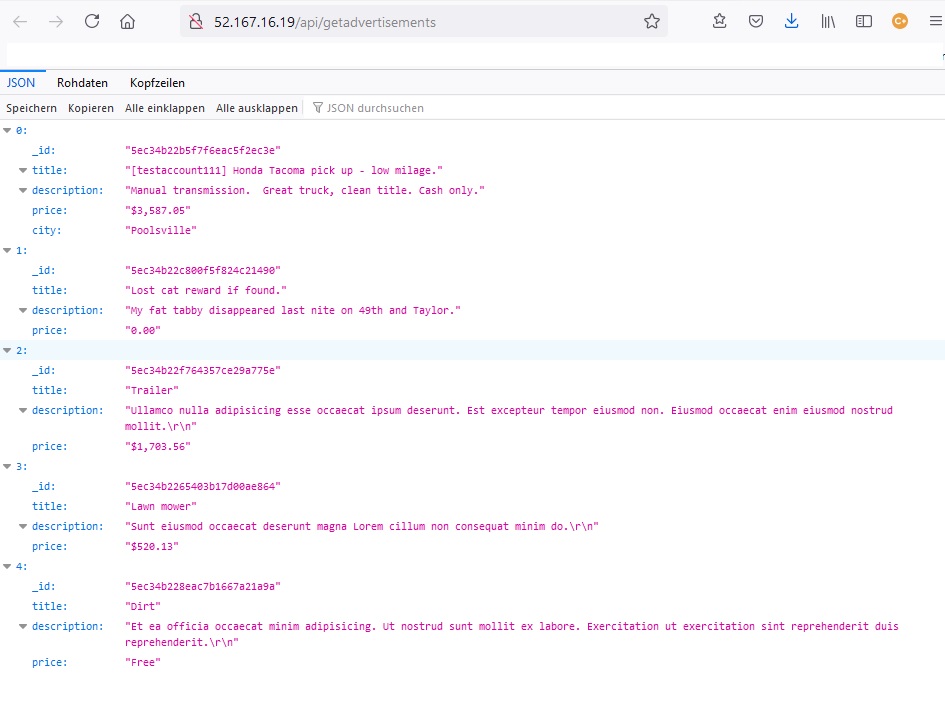 52.167.16.19/api/getadvertisements
C+
JSON Rohdaten Kopfzeilen
Speichern Kopieren Alle einklappen Alle ausklappen JSON durchsuchen
0:
_id: "5ec34b22b5f7f6eac5f2ec3e"
title: "[testaccount111] Honda Tacoma pick up - low milage."
description: "Manual transmission.  Great truck, clean title. Cash only."
price: "$3,587.05"
city: "Poolsville"
1:
_id: "5ec34b22c800f5f824c21490"
title: "Lost cat reward if found."
description: "My fat tabby disappeared last nite on 49th and Taylor."
price: "0.00"
2:
_id: "5ec34b22f764357ce29a775e"
title: "Trailer"
description: "Ullamco nulla adipisicing esse occaecat ipsum deserunt. Est excepteur tempor eiusmod non. Eiusmod occaecat enim eiusmod nostrud
mollit.\r\n"
price: "$1,703.56"
3:
_id: "5ec34b2265403b17d00ae864"
title: "Lawn mower"
description: "Sunt eiusmod occaecat deserunt magna Lorem cillum non consequat minim do.\r\n"
price: "$520.13"
4:
_id: "5ec34b228eac7b1667a21a9a"
title: "Dirt"
description: "Et ea officia occaecat minim adipisicing. Ut nostrud sunt mollit ex labore. Exercitation ut exercitation sint reprehenderit duis
reprehenderit.\r\n"
price: "Free"